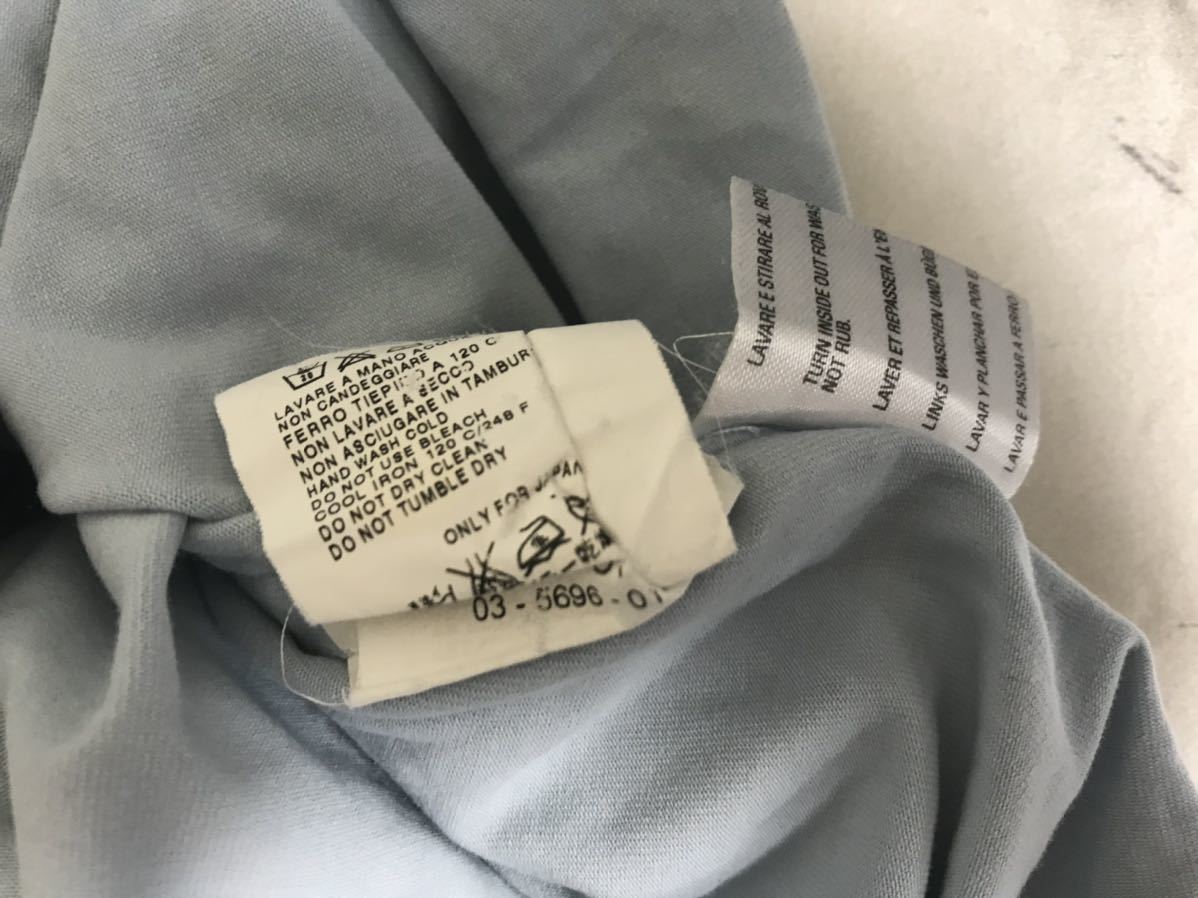 28
LAVARE A MANO
NON CANDEGGIARE
FERRO TIEPIDO A 120 C
NON LAVARE A SECCO
NON ASCIUGARE IN TAMBUR
HAND WASH COLD
DO NOT USE BLEACH
COOL IRON 120 C/248 F
DO NOT DRY CLEAN
DO NOT TUMBLE DRY
ONLY FOR JAPAN
03 - 5696 - 01
LAVARE E STIRARE AL ROV
TURN INSIDE OUT FOR WAS
NOT RUB.
LAVER ET REPASSER À L'EN
LINKS WASCHEN UND BÜG
LAVAR Y PLANCHAR POR E
LAVAR E PASSAR A FERRO